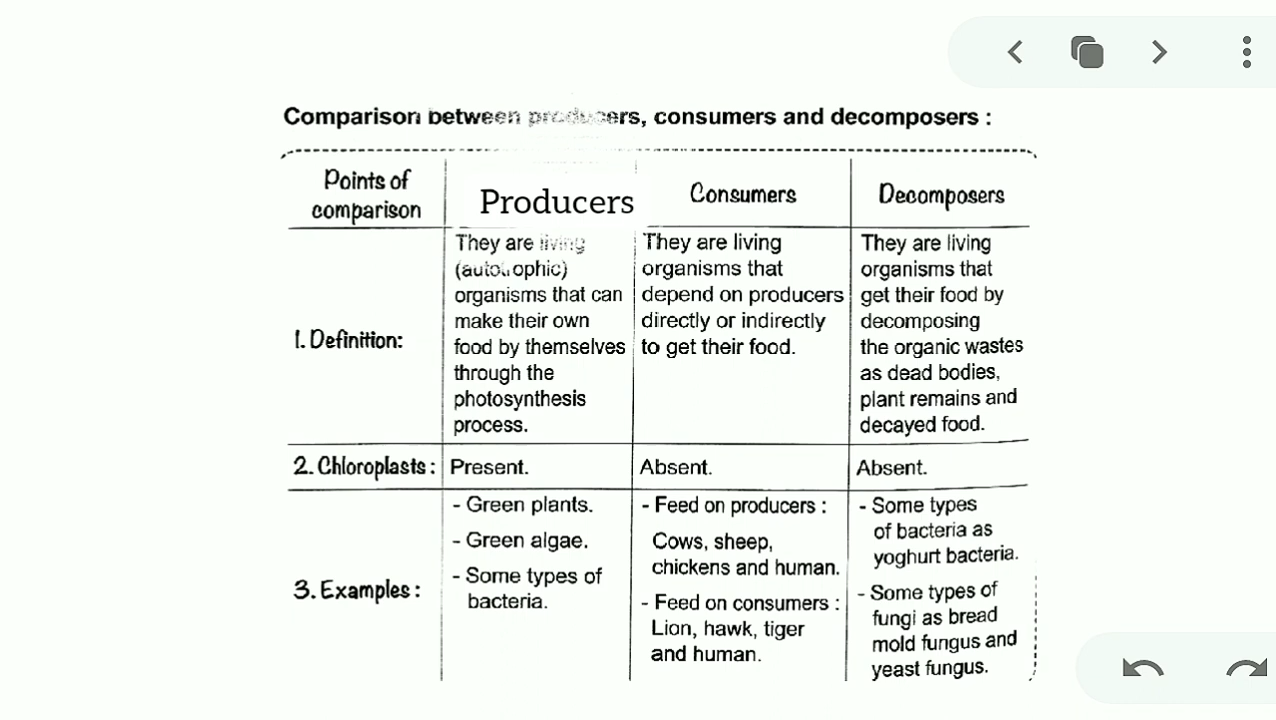 Comparison between producers, consumers and decomposers :
Points of
comparison
Producers
Consumers
Decomposers
1. Definition:
They are living
(autotrophic)
organisms that can
make their own
food by themselves
through the
photosynthesis
process.
They are living
organisms that
depend on producers
directly or indirectly
to get their food.
They are living
organisms that
get their food by
decomposing
the organic wastes
as dead bodies,
plant remains and
decayed food.
2. Chloroplasts :
Present.
Absent.
Absent.
3. Examples :
- Green plants.
- Green algae.
- Some types of
bacteria.
- Feed on producers :
Cows, sheep,
chickens and human.
- Feed on consumers :
Lion, hawk, tiger
and human.
- Some types
of bacteria as
yoghurt bacteria.
- Some types of
fungi as bread
mold fungus and
yeast fungus.